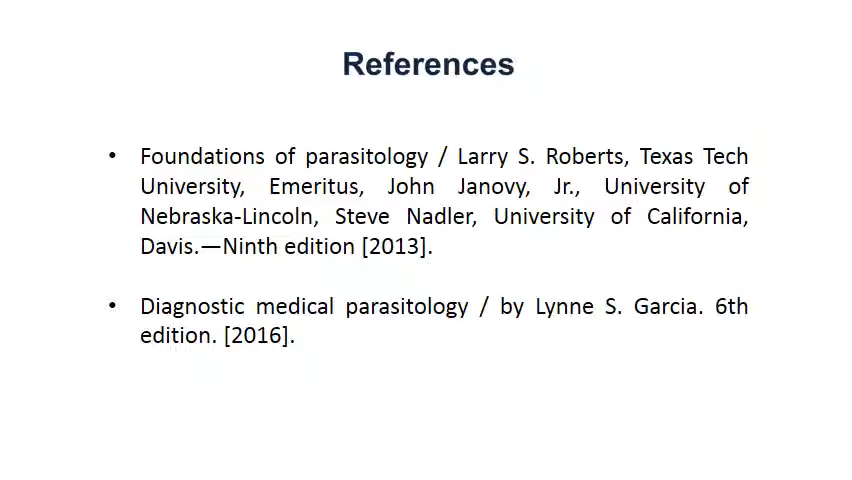 References
• Foundations of parasitology / Larry S. Roberts, Texas Tech
University, Emeritus, John Janovy, Jr., University of
Nebraska-Lincoln, Steve Nadler, University of California,
Davis.—Ninth edition [2013].
• Diagnostic medical parasitology / by Lynne S. Garcia. 6th
edition. [2016].